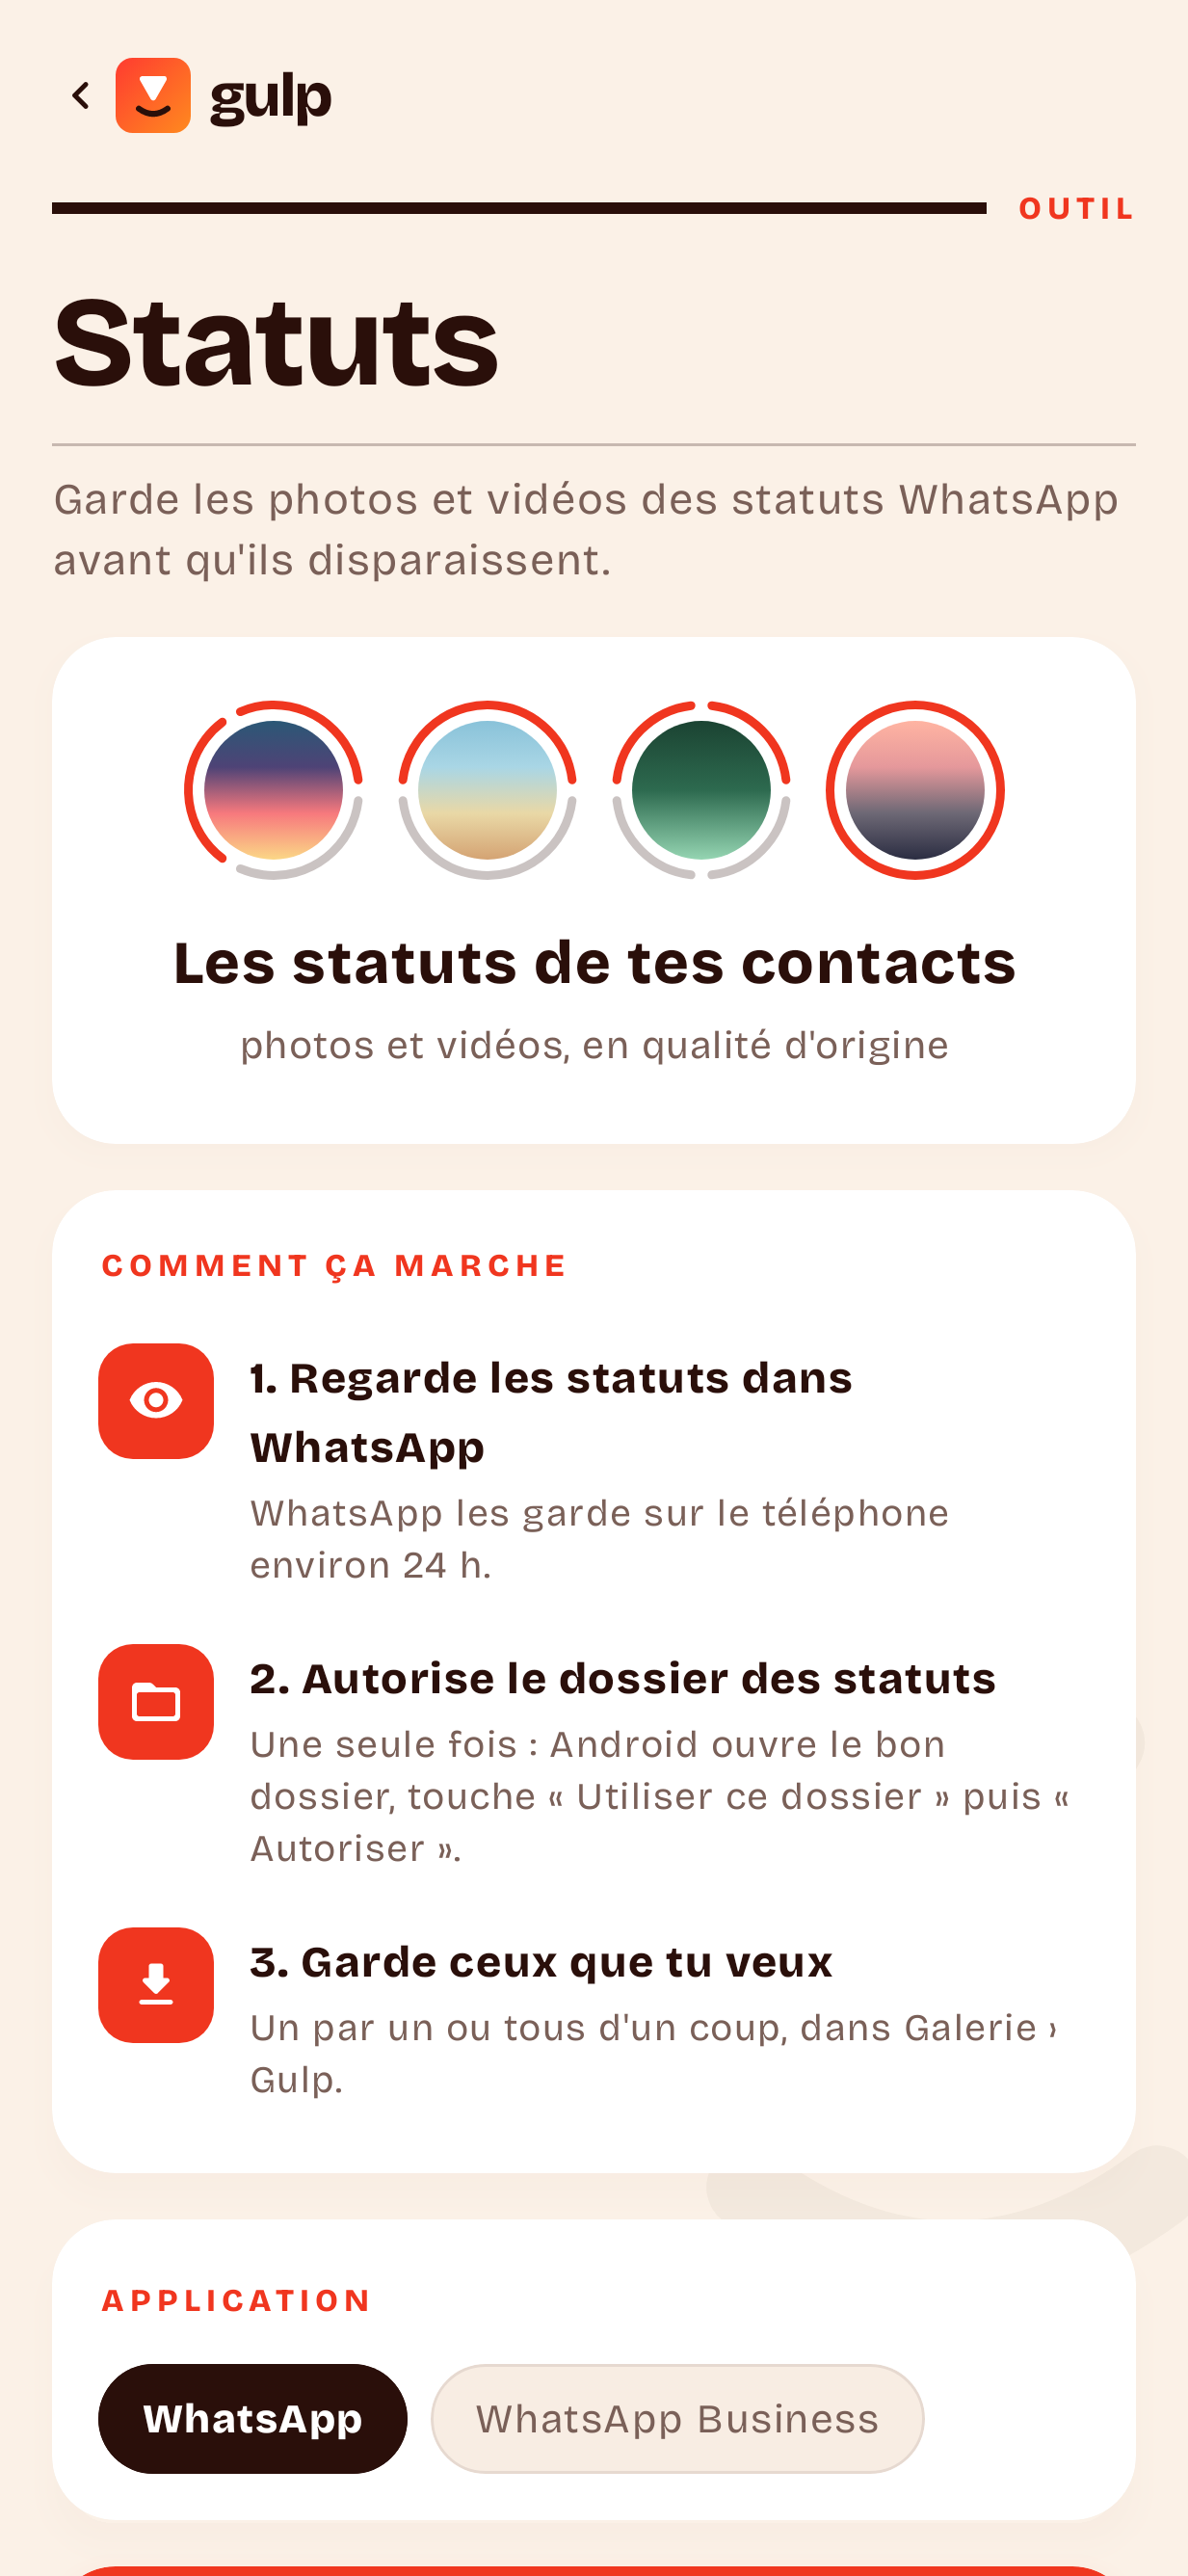 gulp
OUTIL
Statuts
Garde les photos et vidéos des statuts WhatsApp
avant qu'ils disparaissent.
Les statuts de tes contacts
photos et vidéos, en qualité d'origine
COMMENT ÇA MARCHE
1. Regarde les statuts dans
WhatsApp
WhatsApp les garde sur le téléphone
environ 24 h.
2. Autorise le dossier des statuts
Une seule fois : Android ouvre le bon
dossier, touche « Utiliser ce dossier » puis «
Autoriser ».
3. Garde ceux que tu veux
Un par un ou tous d'un coup, dans Galerie ›
Gulp.
APPLICATION
WhatsApp
WhatsApp Business